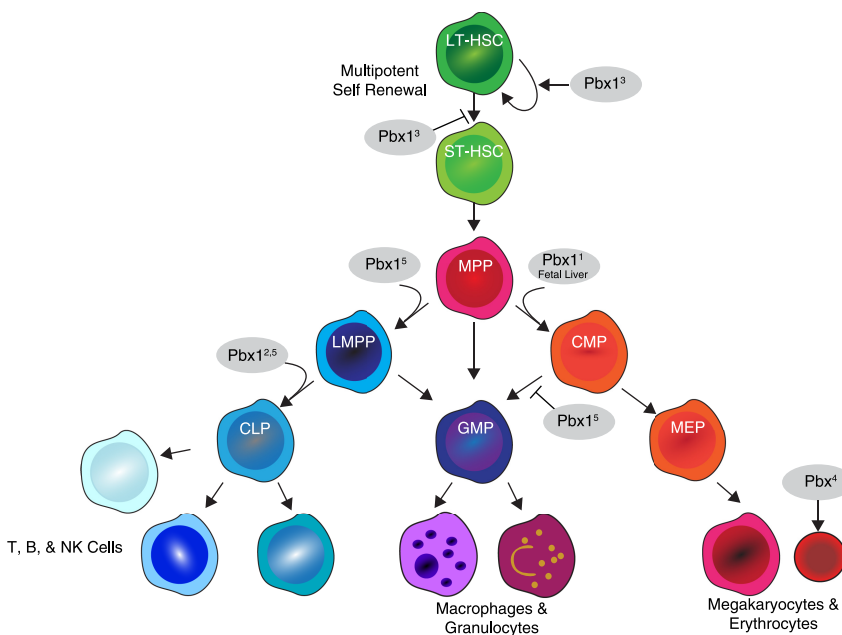 LT-HSC
Multipotent
Self Renewal
Pbx1³
Pbx1³
ST-HSC
Pbx1⁵
MPP
Pbx1¹
Fetal Liver
LMPP
CMP
Pbx1²,⁵
CLP
GMP
Pbx1⁵
MEP
Pbx⁴
T, B, & NK Cells
Macrophages &
Granulocytes
Megakaryocytes &
Erythrocytes